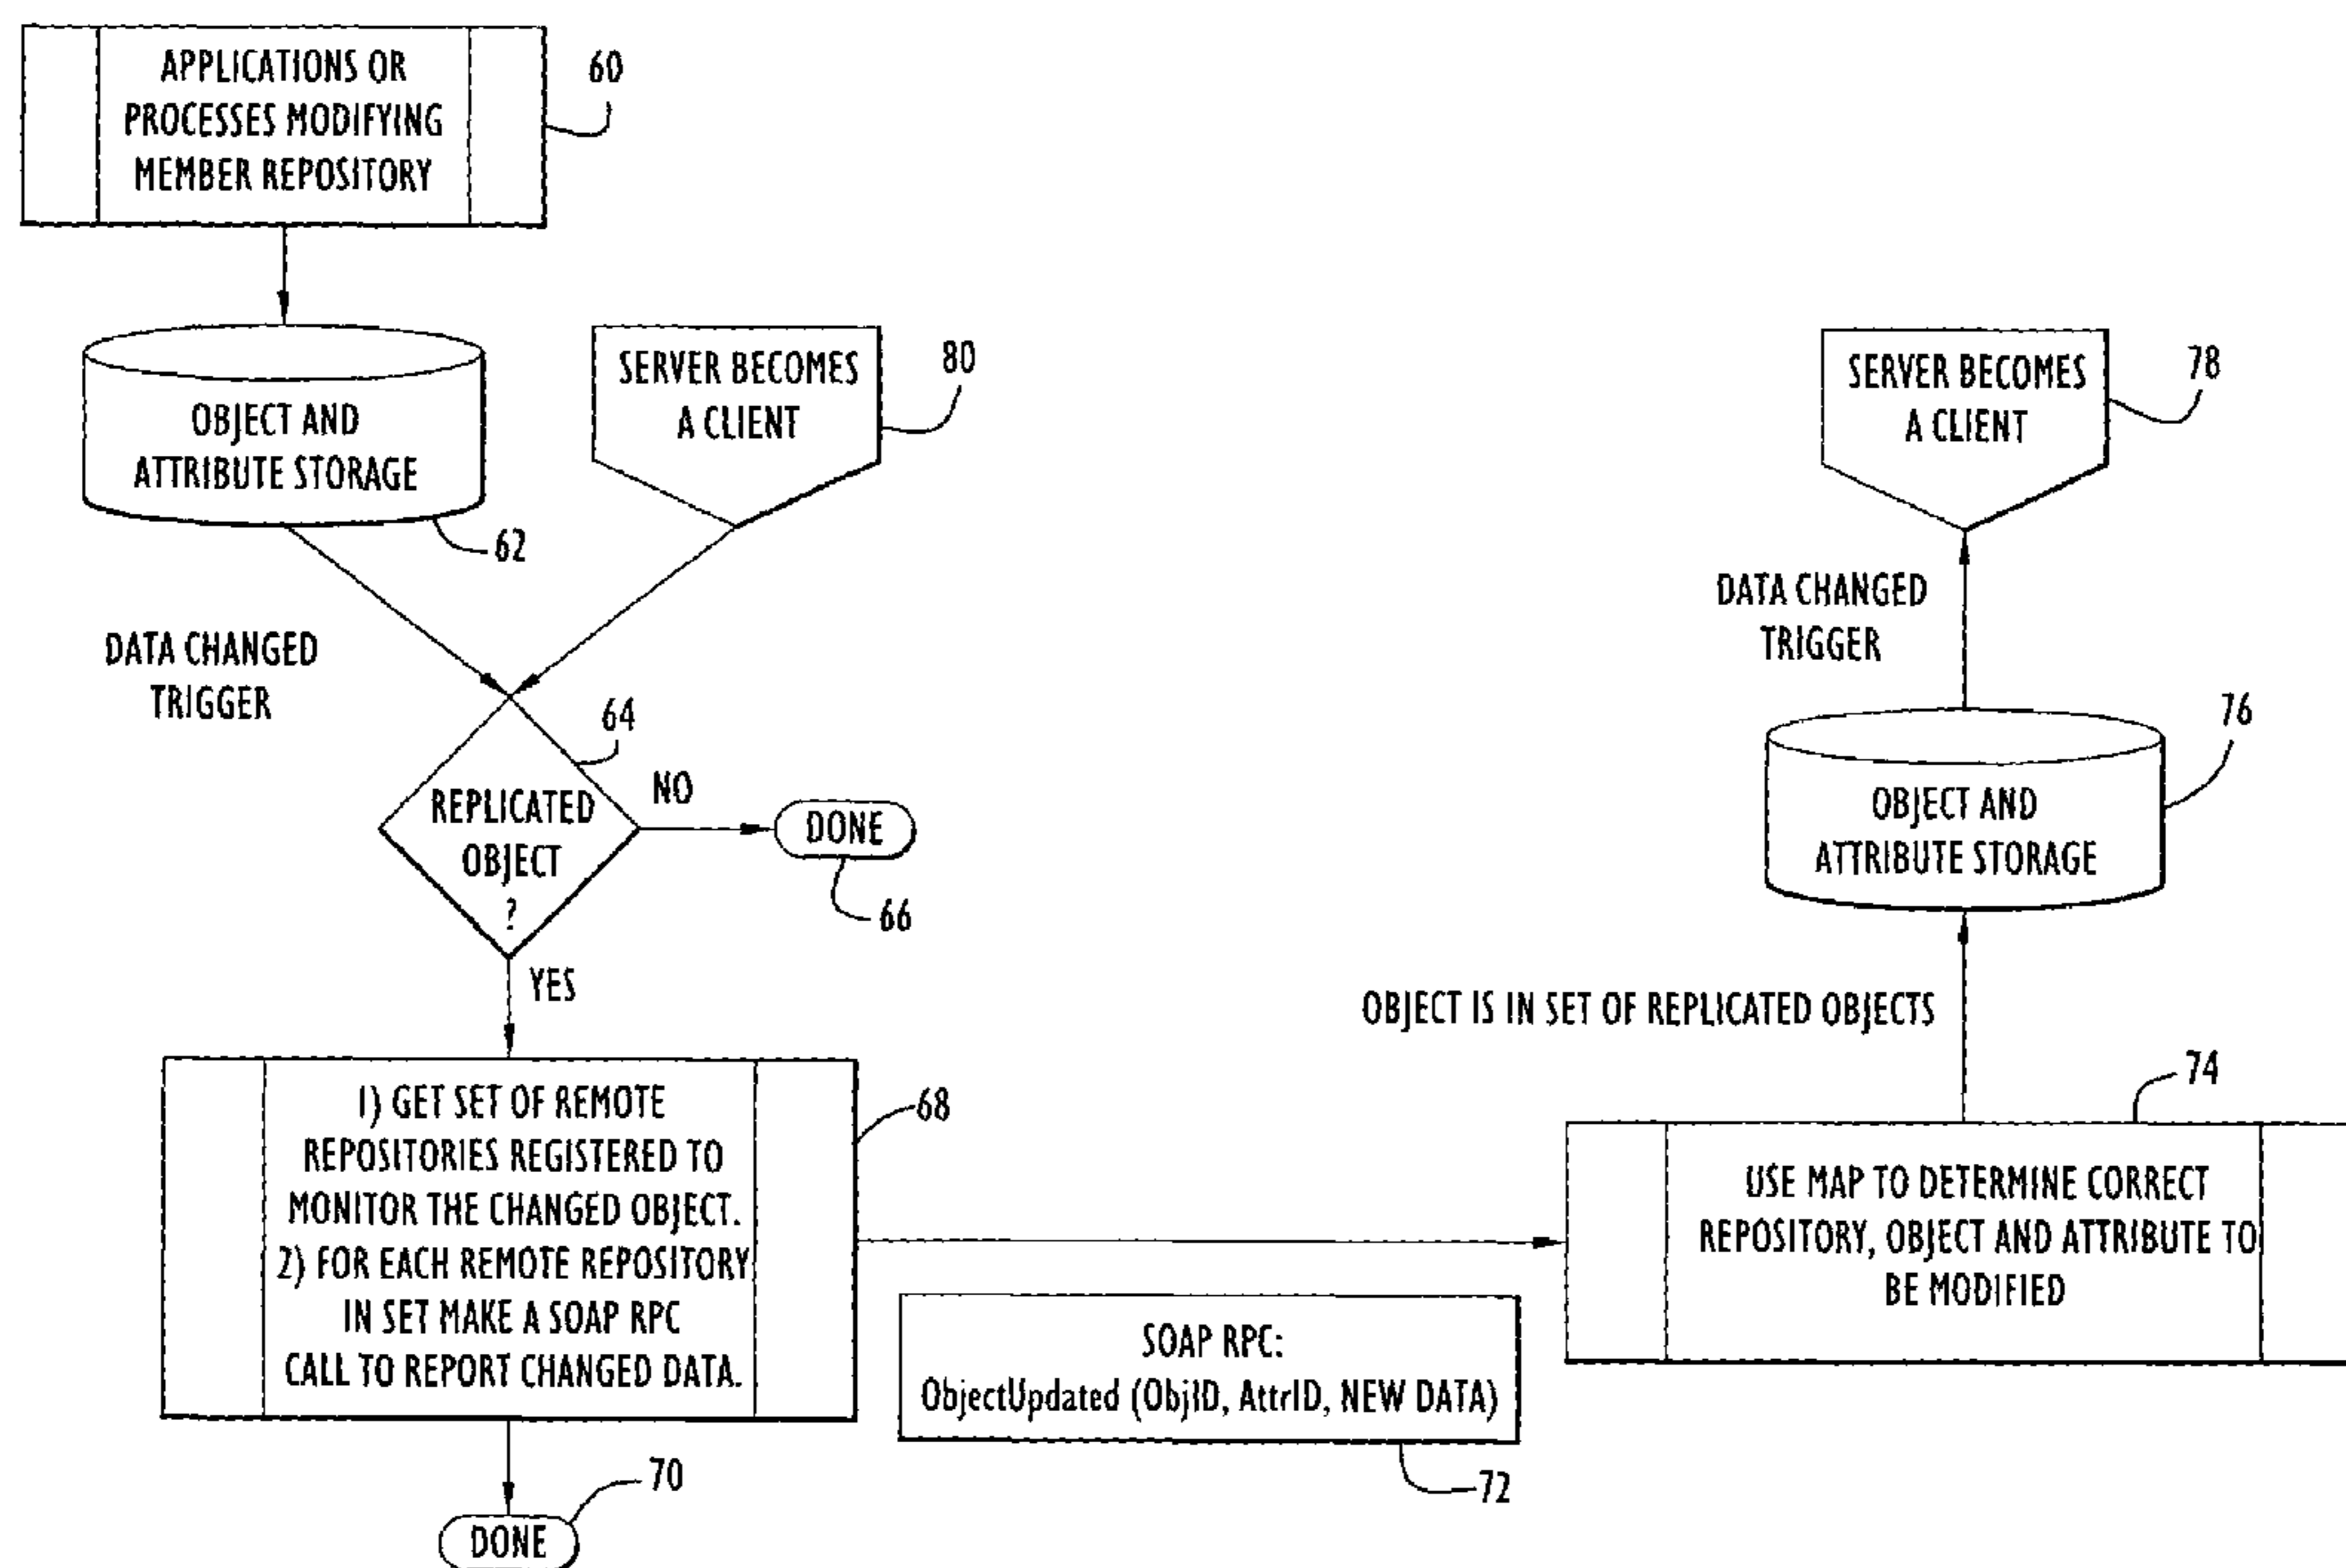 APPLICATIONS OR
PROCESSES MODIFYING
MEMBER REPOSITORY
60
OBJECT AND
ATTRIBUTE STORAGE
62
SERVER BECOMES
A CLIENT
80
DATA CHANGED
TRIGGER
64
REPLICATED
OBJECT
?
NO
DONE
66
YES
1) GET SET OF REMOTE
REPOSITORIES REGISTERED TO
MONITOR THE CHANGED OBJECT.
2) FOR EACH REMOTE REPOSITORY
IN SET MAKE A SOAP RPC
CALL TO REPORT CHANGED DATA.
68
DONE
70
SOAP RPC:
ObjectUpdated (ObjID, AttrID, NEW DATA)
72
USE MAP TO DETERMINE CORRECT
REPOSITORY, OBJECT AND ATTRIBUTE TO
BE MODIFIED
74
OBJECT IS IN SET OF REPLICATED OBJECTS
OBJECT AND
ATTRIBUTE STORAGE
76
DATA CHANGED
TRIGGER
SERVER BECOMES
A CLIENT
78